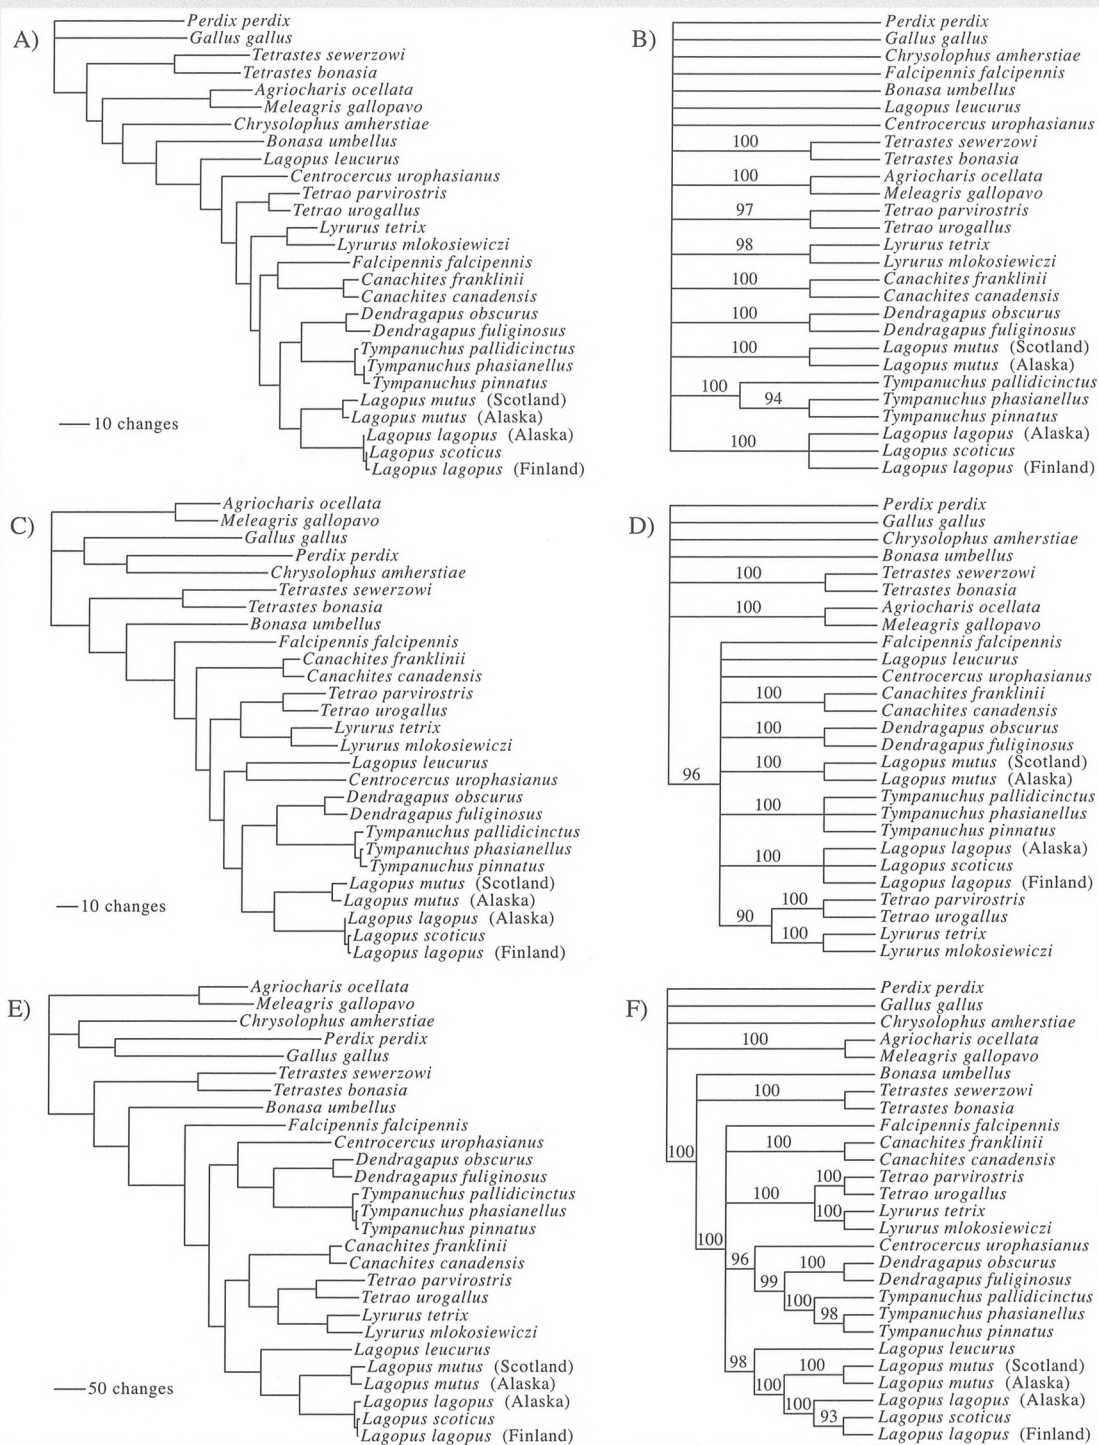 A)
Perdix perdix
Gallus gallus
Tetrastes sewerzowi
Tetrastes bonasia
Agriocharis ocellata
Meleagris gallopavo
Chrysolophus amherstiae
Bonasa umbellus
Lagopus leucurus
Centrocercus urophasianus
Tetrao parvirostris
Tetrao urogallus
Lyrurus tetrix
Lyrurus mlokosiewiczi
Falcipennis falcipennis
Canachites franklinii
Canachites canadensis
Dendragapus obscurus
Dendragapus fuliginosus
Tympanuchus pallidicinctus
Tympanuchus phasianellus
Tympanuchus pinnatus
Lagopus mutus (Scotland)
Lagopus mutus (Alaska)
Lagopus lagopus (Alaska)
Lagopus scoticus
Lagopus lagopus (Finland)
10 changes
B)
Perdix perdix
Gallus gallus
Chrysolophus amherstiae
Falcipennis falcipennis
Bonasa umbellus
Lagopus leucurus
Centrocercus urophasianus
100
Tetrastes sewerzowi
Tetrastes bonasia
100
Agriocharis ocellata
Meleagris gallopavo
97
Tetrao parvirostris
Tetrao urogallus
98
Lyrurus tetrix
Lyrurus mlokosiewiczi
100
Canachites franklinii
Canachites canadensis
100
Dendragapus obscurus
Dendragapus fuliginosus
100
Lagopus mutus (Scotland)
Lagopus mutus (Alaska)
100
Tympanuchus pallidicinctus
94
Tympanuchus phasianellus
Tympanuchus pinnatus
100
Lagopus lagopus (Alaska)
Lagopus scoticus
Lagopus lagopus (Finland)
C)
Agriocharis ocellata
Meleagris gallopavo
Gallus gallus
Perdix perdix
Chrysolophus amherstiae
Tetrastes sewerzowi
Tetrastes bonasia
Bonasa umbellus
Falcipennis falcipennis
Canachites franklinii
Canachites canadensis
Tetrao parvirostris
Tetrao urogallus
Lyrurus tetrix
Lyrurus mlokosiewiczi
Lagopus leucurus
Centrocercus urophasianus
Dendragapus obscurus
Dendragapus fuliginosus
Tympanuchus pallidicinctus
Tympanuchus phasianellus
Tympanuchus pinnatus
Lagopus mutus (Scotland)
Lagopus mutus (Alaska)
Lagopus lagopus (Alaska)
Lagopus scoticus
Lagopus lagopus (Finland)
10 changes
D)
Perdix perdix
Gallus gallus
Chrysolophus amherstiae
Bonasa umbellus
100
Tetrastes sewerzowi
Tetrastes bonasia
100
Agriocharis ocellata
Meleagris gallopavo
96
Falcipennis falcipennis
Lagopus leucurus
Centrocercus urophasianus
100
Canachites franklinii
Canachites canadensis
100
Dendragapus obscurus
Dendragapus fuliginosus
100
Lagopus mutus (Scotland)
Lagopus mutus (Alaska)
100
Tympanuchus pallidicinctus
Tympanuchus phasianellus
Tympanuchus pinnatus
100
Lagopus lagopus (Alaska)
Lagopus scoticus
Lagopus lagopus (Finland)
90
100
Tetrao parvirostris
Tetrao urogallus
100
Lyrurus tetrix
Lyrurus mlokosiewiczi
E)
Agriocharis ocellata
Meleagris gallopavo
Chrysolophus amherstiae
Perdix perdix
Gallus gallus
Tetrastes sewerzowi
Tetrastes bonasia
Bonasa umbellus
Falcipennis falcipennis
Centrocercus urophasianus
Dendragapus obscurus
Dendragapus fuliginosus
Tympanuchus pallidicinctus
Tympanuchus phasianellus
Tympanuchus pinnatus
Canachites franklinii
Canachites canadensis
Tetrao parvirostris
Tetrao urogallus
Lyrurus tetrix
Lyrurus mlokosiewiczi
Lagopus leucurus
Lagopus mutus (Scotland)
Lagopus mutus (Alaska)
Lagopus lagopus (Alaska)
Lagopus scoticus
Lagopus lagopus (Finland)
50 changes
F)
Perdix perdix
Gallus gallus
Chrysolophus amherstiae
100
Agriocharis ocellata
Meleagris gallopavo
100
Bonasa umbellus
100
Tetrastes sewerzowi
Tetrastes bonasia
100
Falcipennis falcipennis
100
Canachites franklinii
Canachites canadensis
100
100
Tetrao parvirostris
Tetrao urogallus
100
Lyrurus tetrix
Lyrurus mlokosiewiczi
96
Centrocercus urophasianus
99
100
Dendragapus obscurus
Dendragapus fuliginosus
100
Tympanuchus pallidicinctus
98
Tympanuchus phasianellus
Tympanuchus pinnatus
98
Lagopus leucurus
100
100
Lagopus mutus (Scotland)
Lagopus mutus (Alaska)
100
Lagopus lagopus (Alaska)
93
Lagopus scoticus
Lagopus lagopus (Finland)